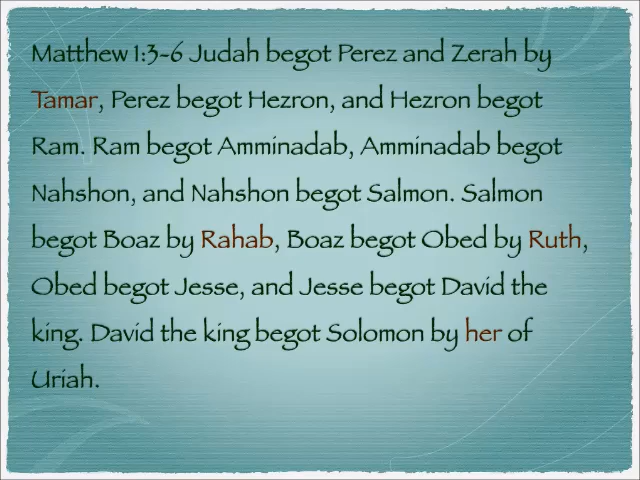 Matthew 1:3-6 Judah begot Perez and Zerah by
Tamar, Perez begot Hezron, and Hezron begot
Ram. Ram begot Amminadab, Amminadab begot
Nahshon, and Nahshon begot Salmon. Salmon
begot Boaz by Rahab, Boaz begot Obed by Ruth,
Obed begot Jesse, and Jesse begot David the
king. David the king begot Solomon by her of
Uriah.